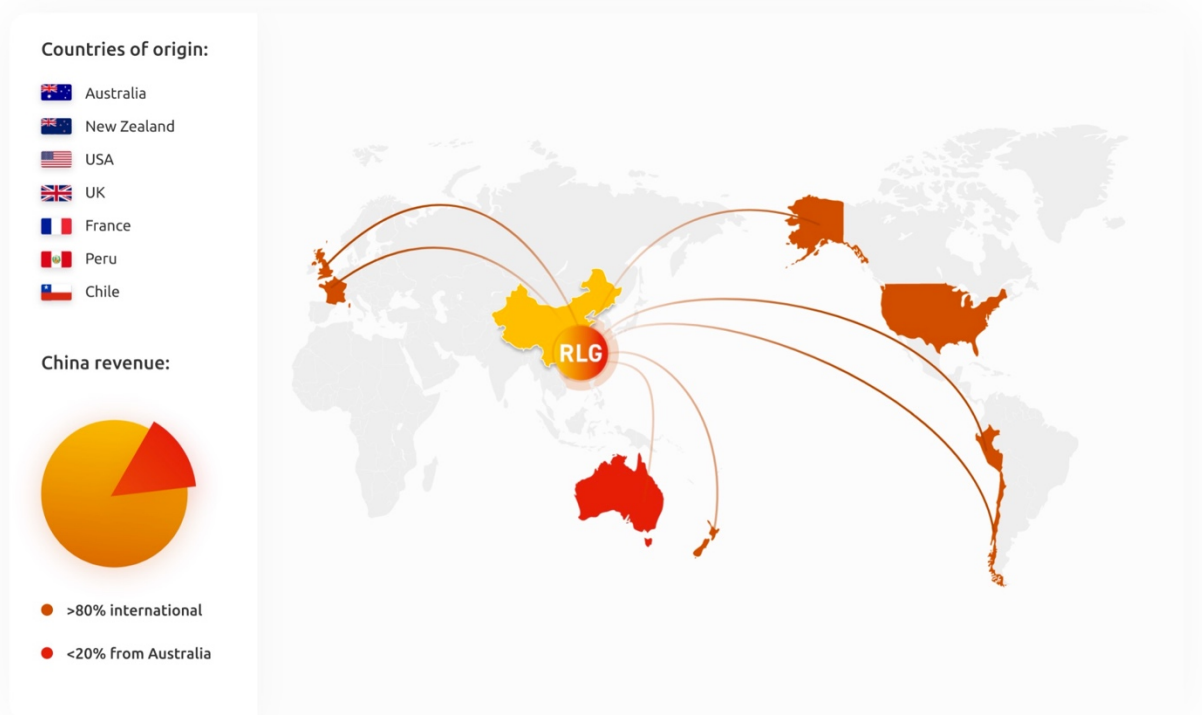 Countries of origin:
Australia
New Zealand
USA
UK
France
Peru
Chile
China revenue:
>80% international
<20% from Australia
RLG